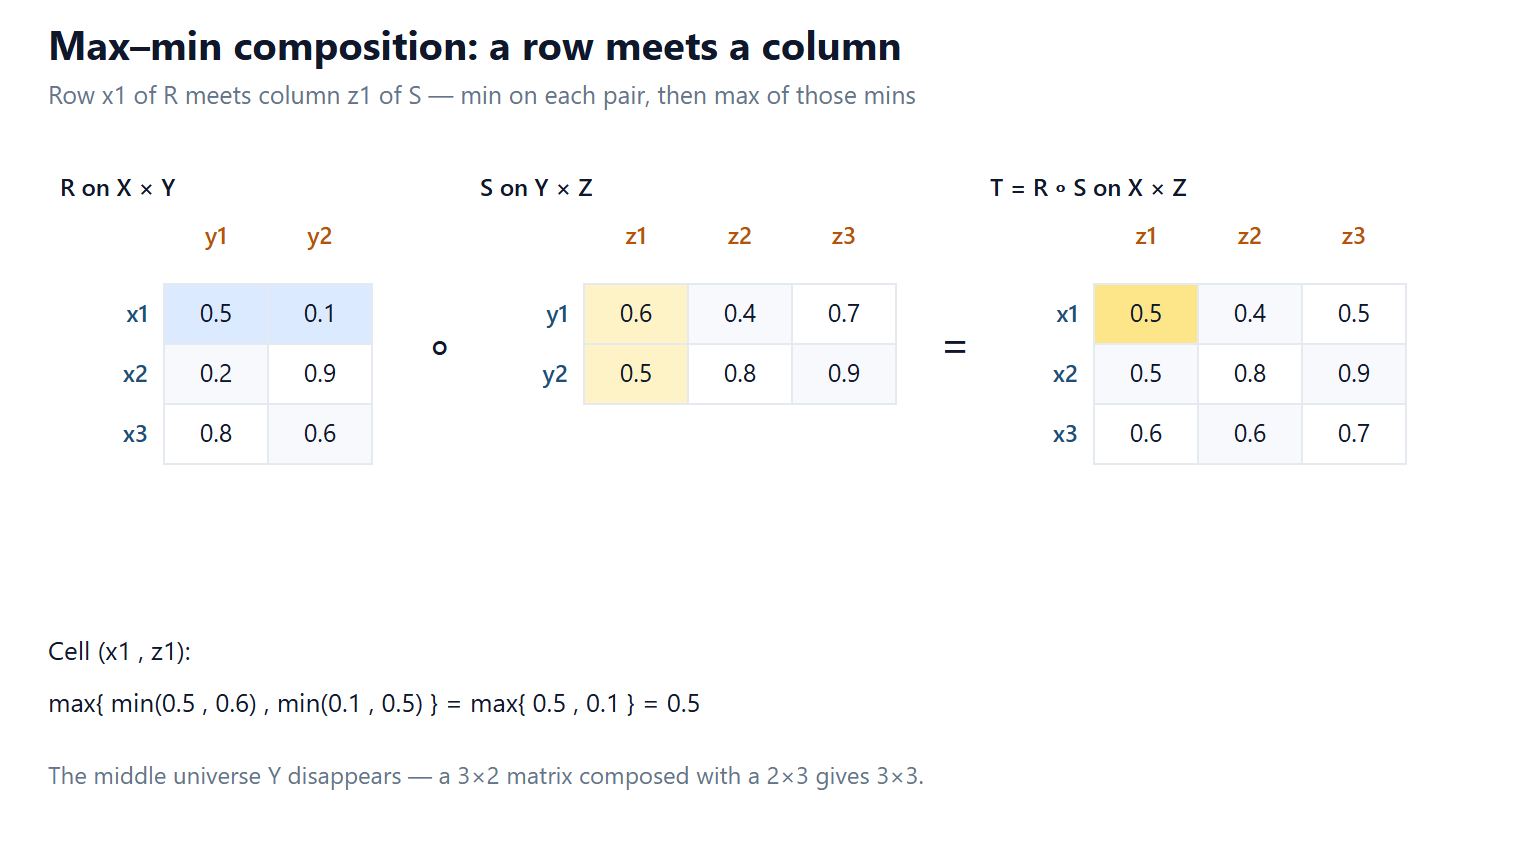 Max–min composition: a row meets a column
Row x1 of R meets column z1 of S — min on each pair, then max of those mins
R on X × Y
S on Y × Z
T = R ∘ S on X × Z
y1 y2
z1 z2 z3
z1 z2 z3
x1 0.5 0.1
y1 0.6 0.4 0.7
x1 0.5 0.4 0.5
x2 0.2 0.9
∘
y2 0.5 0.8 0.9
=
x2 0.5 0.8 0.9
x3 0.8 0.6
x3 0.6 0.6 0.7
Cell (x1 , z1):
max{ min(0.5 , 0.6) , min(0.1 , 0.5) } = max{ 0.5 , 0.1 } = 0.5
The middle universe Y disappears — a 3×2 matrix composed with a 2×3 gives 3×3.